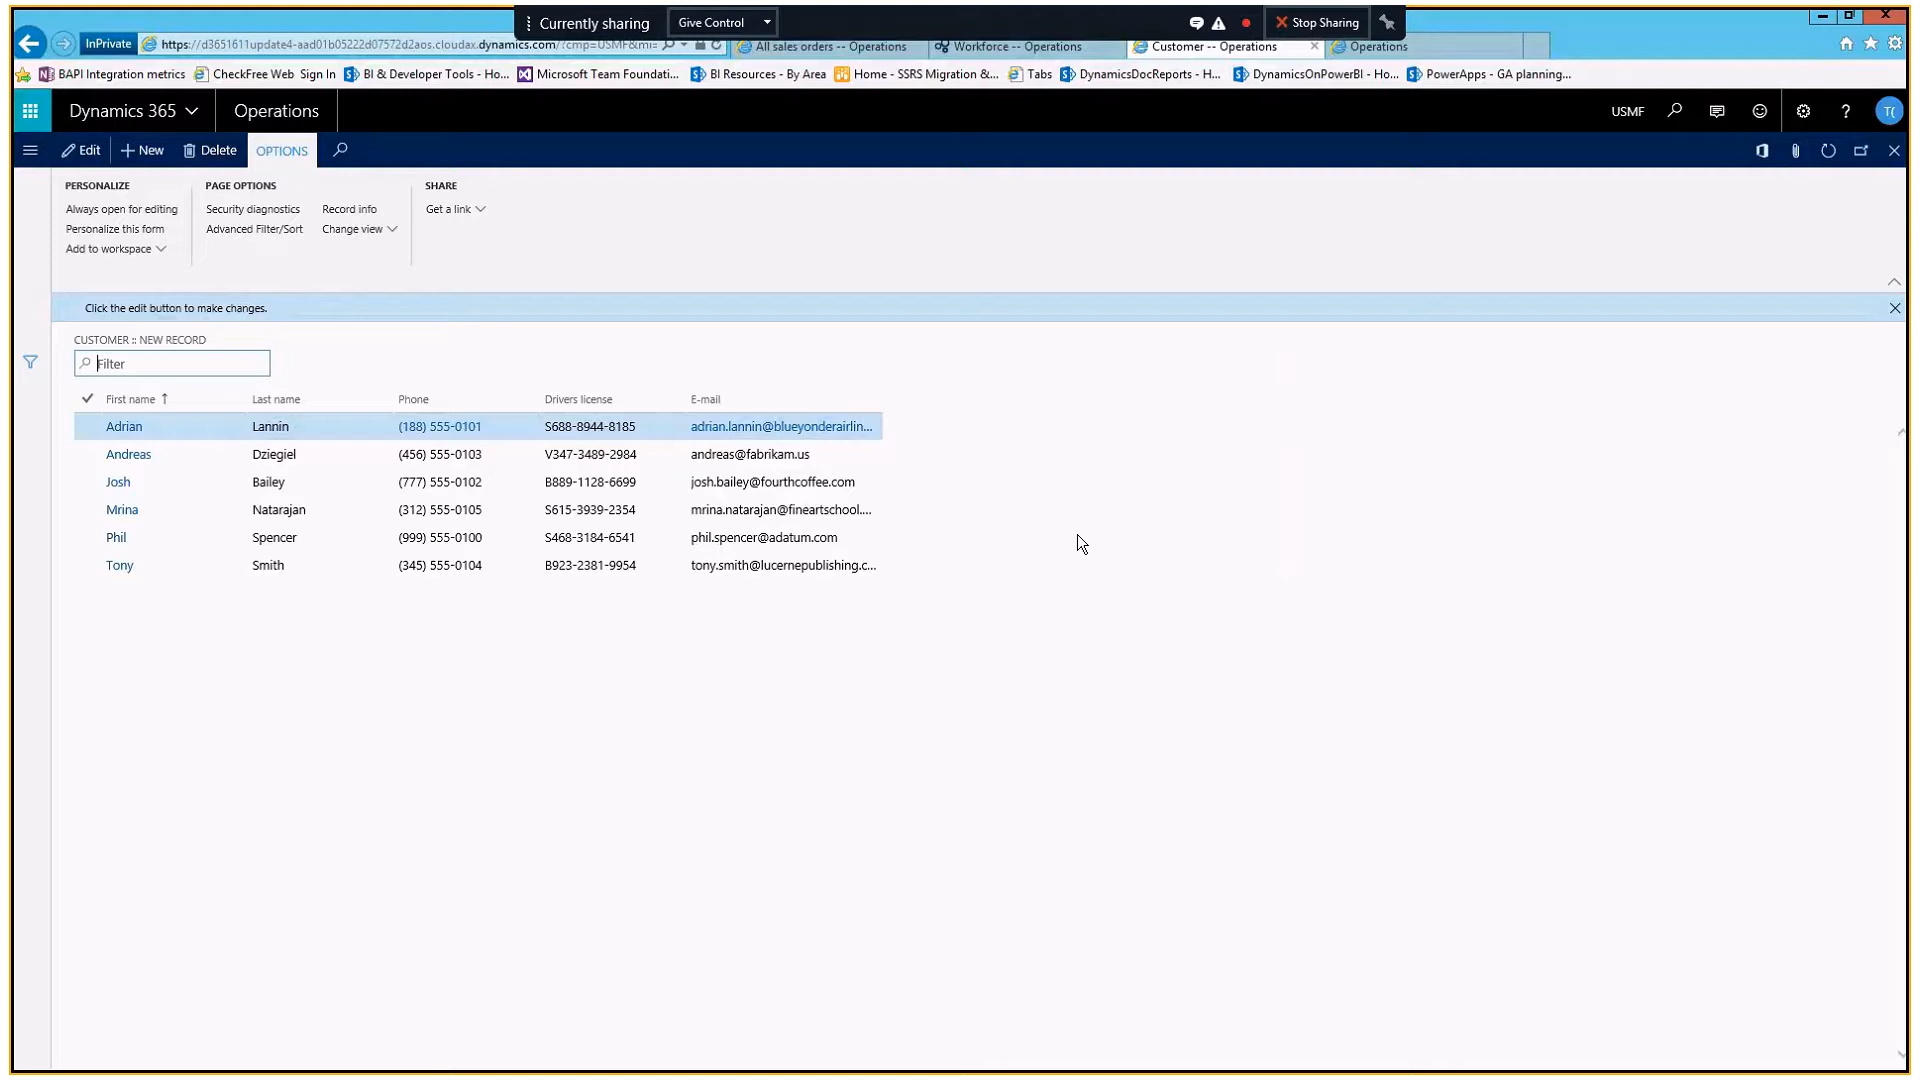 Currently sharing Give Control Stop Sharing
InPrivate https://d3651611update4-aad01b05222d07572d2aos.cloudax.dynamics.com/?cmp=USMF&mi= All sales orders -- Operations Workforce -- Operations Customer -- Operations Operations
BAPI Integration metrics CheckFree Web Sign In BI & Developer Tools - Ho... Microsoft Team Foundati... BI Resources - By Area Home - SSRS Migration &... Tabs DynamicsDocReports - H... DynamicsOnPowerBI - Ho... PowerApps - GA planning...
Dynamics 365 Operations USMF ? T(
Edit New Delete OPTIONS
PERSONALIZE PAGE OPTIONS SHARE
Always open for editing Security diagnostics Record info Get a link
Personalize this form Advanced Filter/Sort Change view
Add to workspace
Click the edit button to make changes.
CUSTOMER :: NEW RECORD
Filter
First name Last name Phone Drivers license E-mail
Adrian Lannin (188) 555-0101 S688-8944-8185 adrian.lannin@blueyonderairlin...
Andreas Dziegiel (456) 555-0103 V347-3489-2984 andreas@fabrikam.us
Josh Bailey (777) 555-0102 B889-1128-6699 josh.bailey@fourthcoffee.com
Mrina Natarajan (312) 555-0105 S615-3939-2354 mrina.natarajan@fineartschool....
Phil Spencer (999) 555-0100 S468-3184-6541 phil.spencer@adatum.com
Tony Smith (345) 555-0104 B923-2381-9954 tony.smith@lucernepublishing.c...